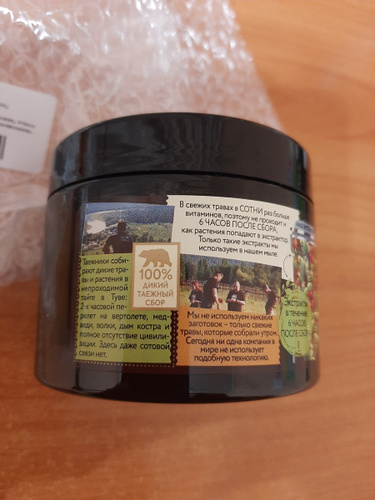 Таежники соби-
рают дикие тра-
вы и растения в
непроходимой
тайге в Туве:
2-х часовой пе-
релет на вертолете, мед-
веди, волки, дым костра и
полное отсутствие цивили-
зации. Здесь даже сотовой
связи нет.
100%
ДИКИЙ
ТАЕЖНЫЙ
СБОР
В свежих травах в СОТНИ раз больше
витаминов, поэтому не проходит и
6 ЧАСОВ ПОСЛЕ СБОРА,
как растения попадают в экстрактор.
Только такие экстракты мы
используем в нашем мыле.
Мы не используем никаких
заготовок – только свежие
травы, которые собрали утром.
Сегодня ни одна компания в
мире не использует
подобную технологию.
Экстракты
в течение
6 ЧАСОВ
ПОСЛЕ СБОРА